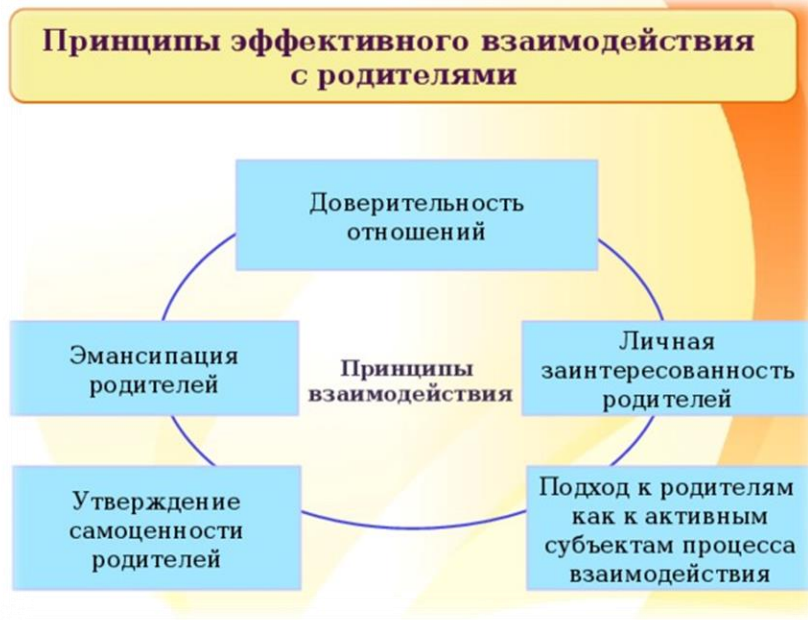 Принципы эффективного взаимодействия
с родителями
Доверительность
отношений
Эмансипация
родителей
Принципы
взаимодействия
Личная
заинтересованность
родителей
Утверждение
самоценности
родителей
Подход к родителям
как к активным
субъектам процесса
взаимодействия